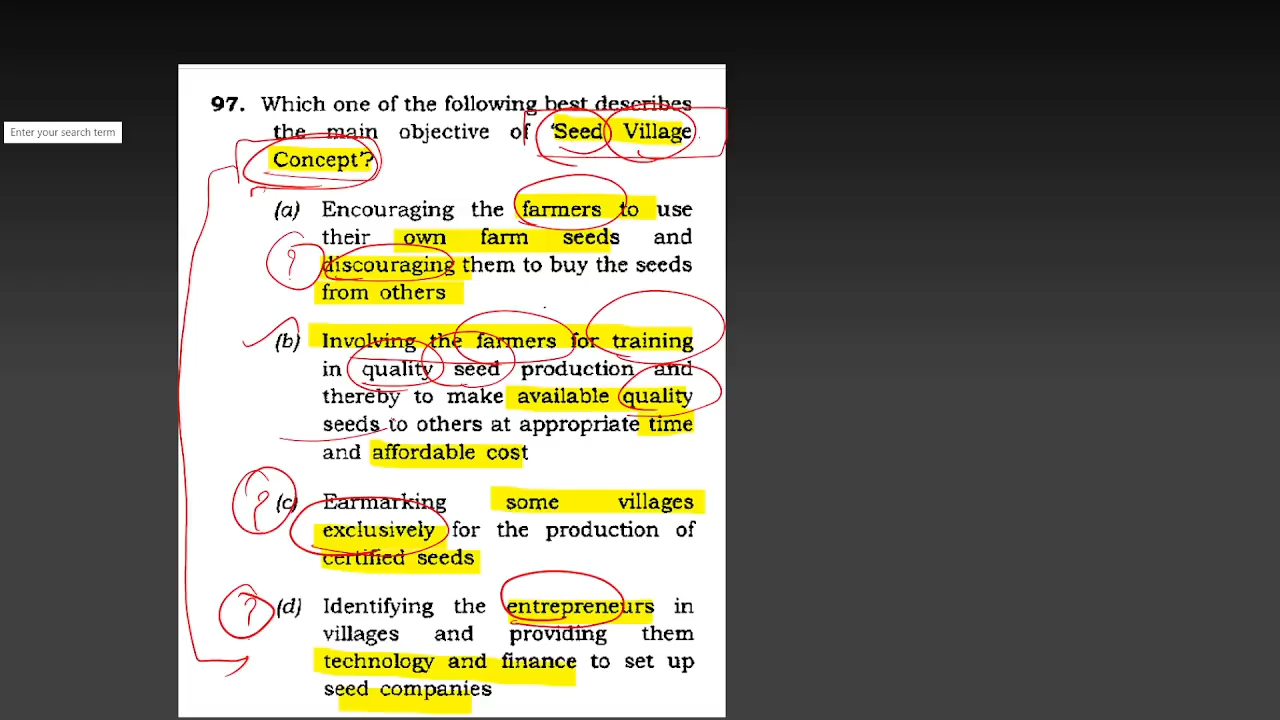 Enter your search term
97. Which one of the following best describes
the main objective of 'Seed Village
Concept'?
(a) Encouraging the farmers to use
their own farm seeds and
discouraging them to buy the seeds
from others
(b) Involving the farmers for training
in quality seed production and
thereby to make available quality
seeds to others at appropriate time
and affordable cost
(c) Earmarking some villages
exclusively for the production of
certified seeds
(d) Identifying the entrepreneurs in
villages and providing them
technology and finance to set up
seed companies